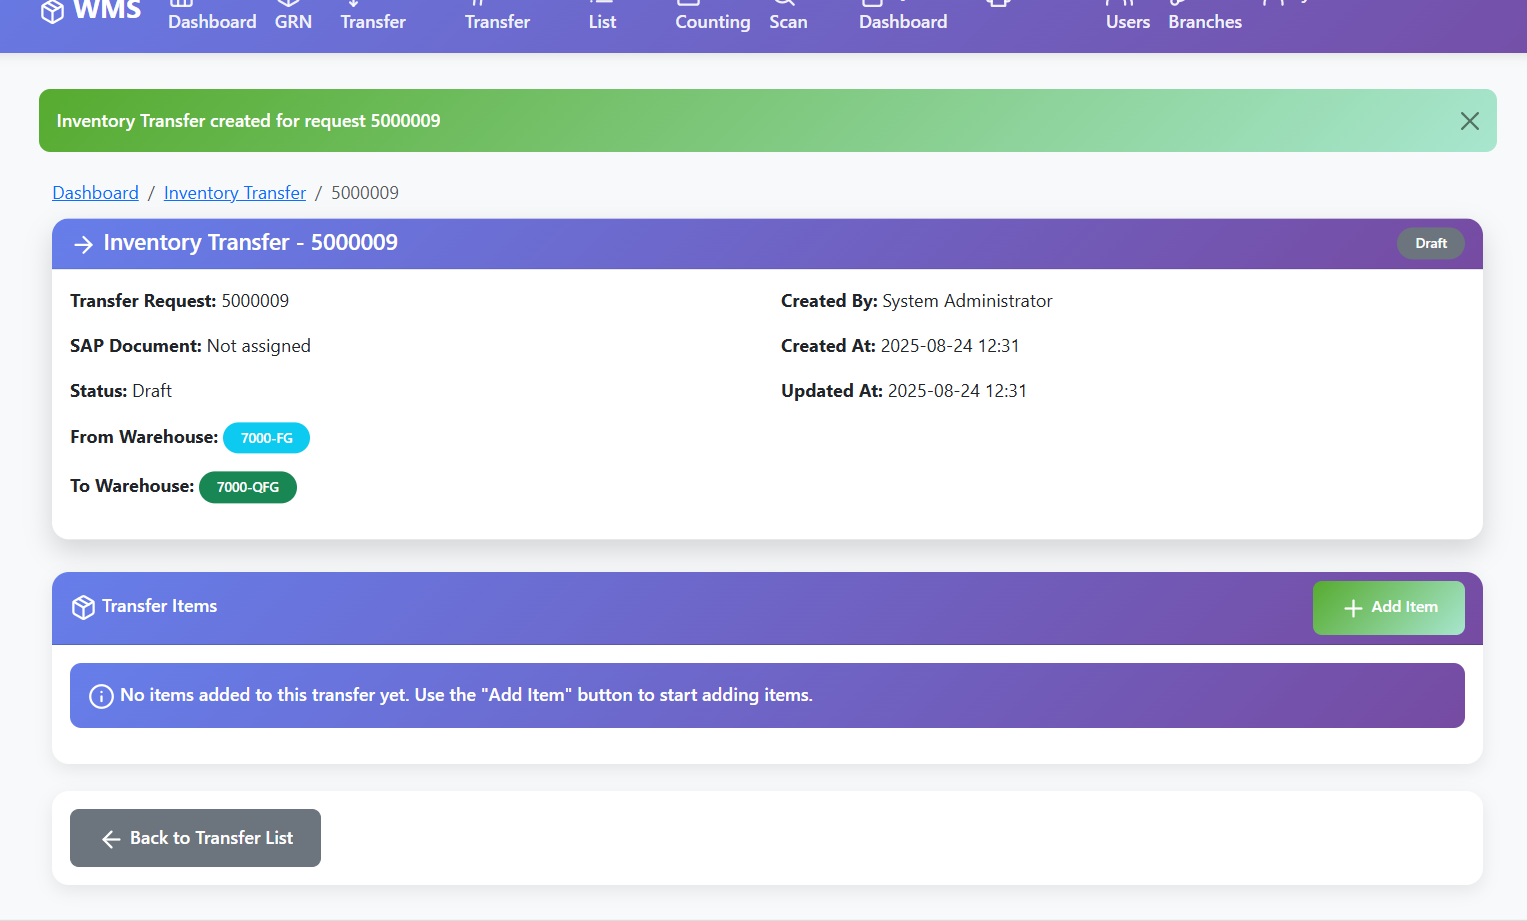 WMS
Dashboard GRN Transfer Transfer List Counting Scan Dashboard Users Branches
Inventory Transfer created for request 5000009
Dashboard / Inventory Transfer / 5000009
Inventory Transfer - 5000009 Draft
Transfer Request: 5000009
Created By: System Administrator
SAP Document: Not assigned
Created At: 2025-08-24 12:31
Status: Draft
Updated At: 2025-08-24 12:31
From Warehouse: 7000-FG
To Warehouse: 7000-QFG
Transfer Items
Add Item
No items added to this transfer yet. Use the "Add Item" button to start adding items.
Back to Transfer List